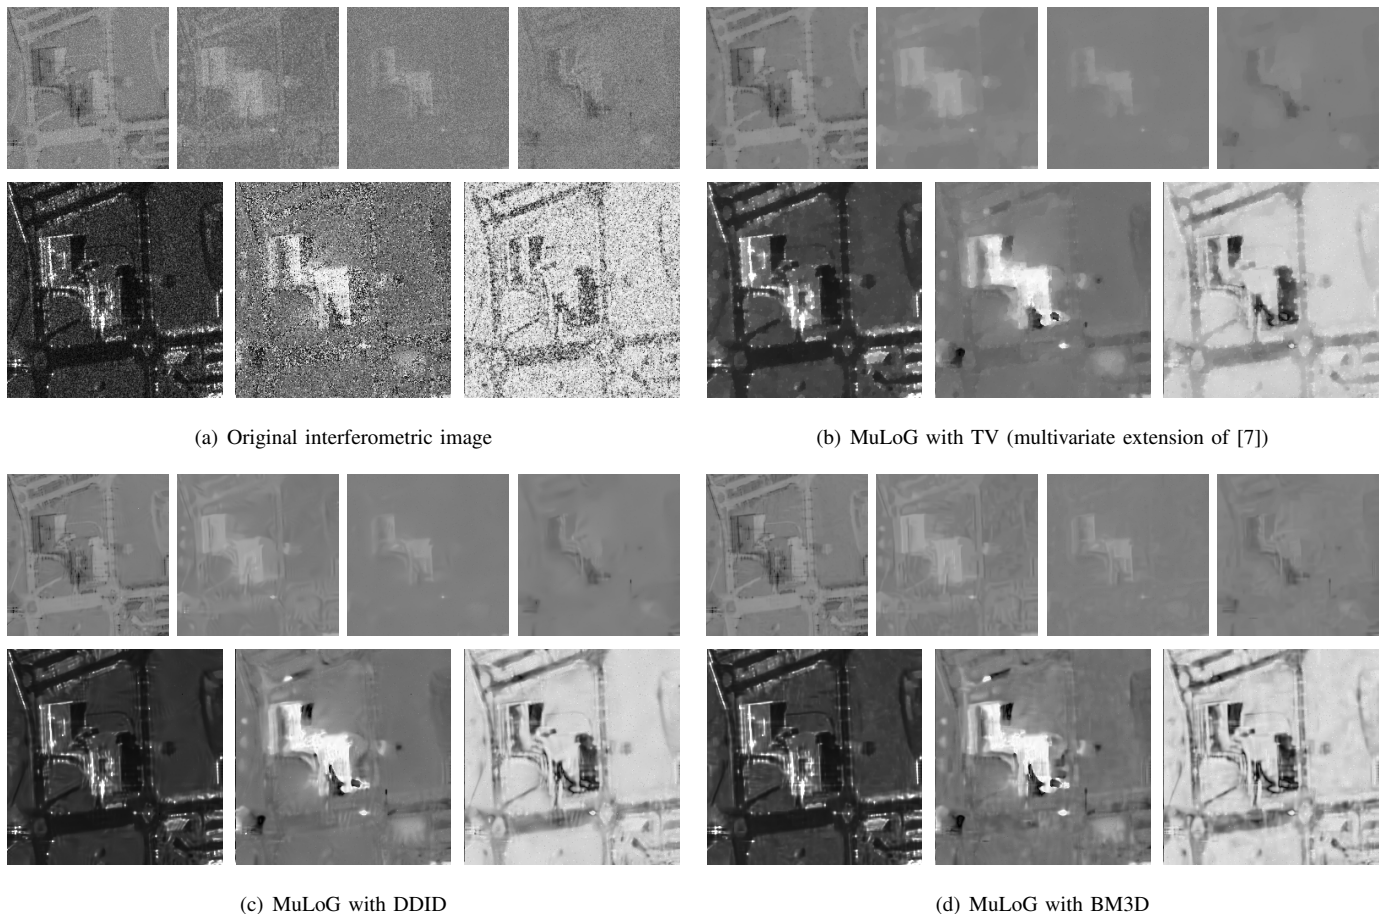 (a) Original interferometric image
(b) MuLoG with TV (multivariate extension of [7])
(c) MuLoG with DDID
(d) MuLoG with BM3D